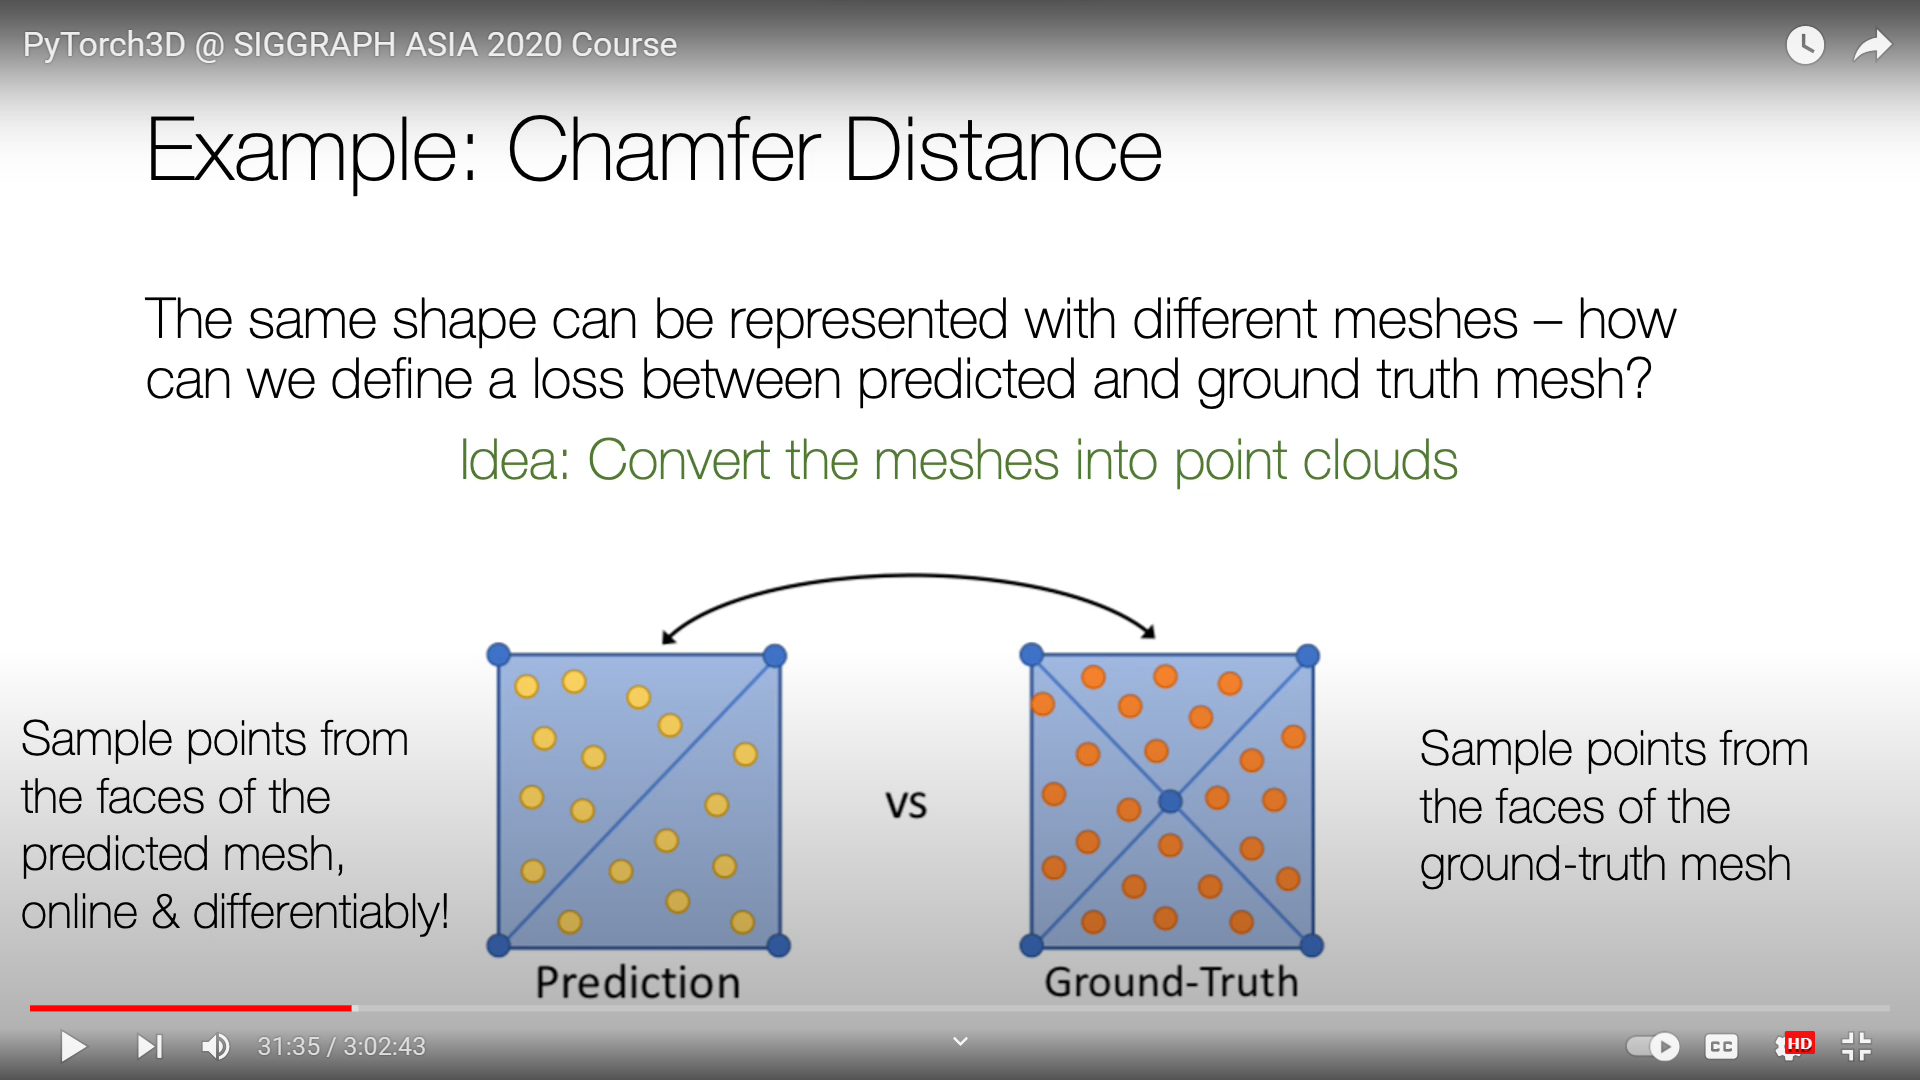 PyTorch3D @ SIGGRAPH ASIA 2020 Course
Example: Chamfer Distance
The same shape can be represented with different meshes – how
can we define a loss between predicted and ground truth mesh?
Idea: Convert the meshes into point clouds
Sample points from
the faces of the
predicted mesh,
online & differentiably!
vs
Sample points from
the faces of the
ground-truth mesh
Prediction
Ground-Truth
31:35 / 3:02:43
CC
HD